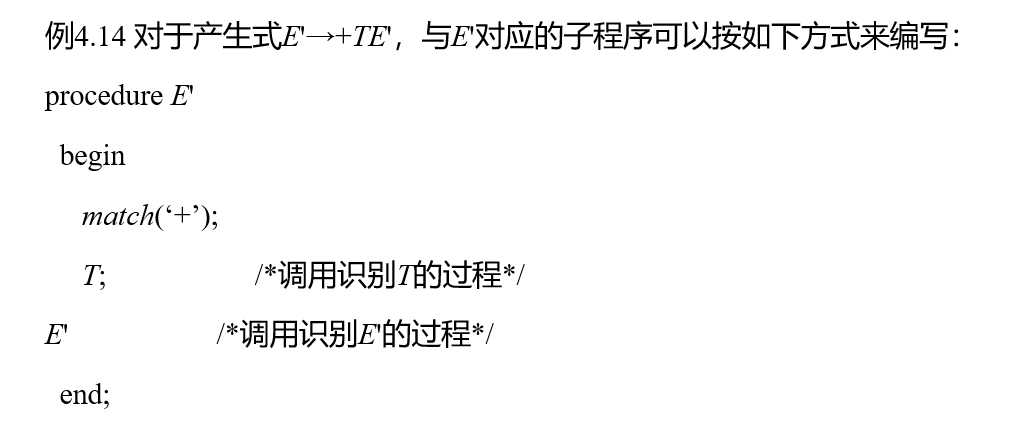 例4.14 对于产生式E'→+TE'，与E'对应的子程序可以按如下方式来编写：
procedure E'
begin
match(‘+’);
T; /*调用识别T的过程*/
E' /*调用识别E'的过程*/
end;